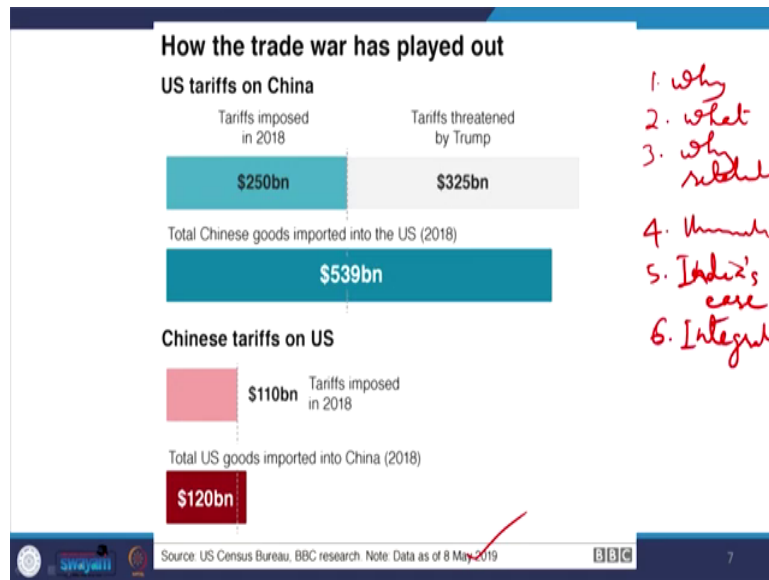 How the trade war has played out
US tariffs on China
Tariffs imposed
in 2018
Tariffs threatened
by Trump
$250bn
$325bn
Total Chinese goods imported into the US (2018)
$539bn
Chinese tariffs on US
$110bn
Tariffs imposed
in 2018
Total US goods imported into China (2018)
$120bn
Source: US Census Bureau, BBC research. Note: Data as of 8 May 2019
BBC
1. why
2. what
3. why
4.
5. India's
case
6.
swayam
7